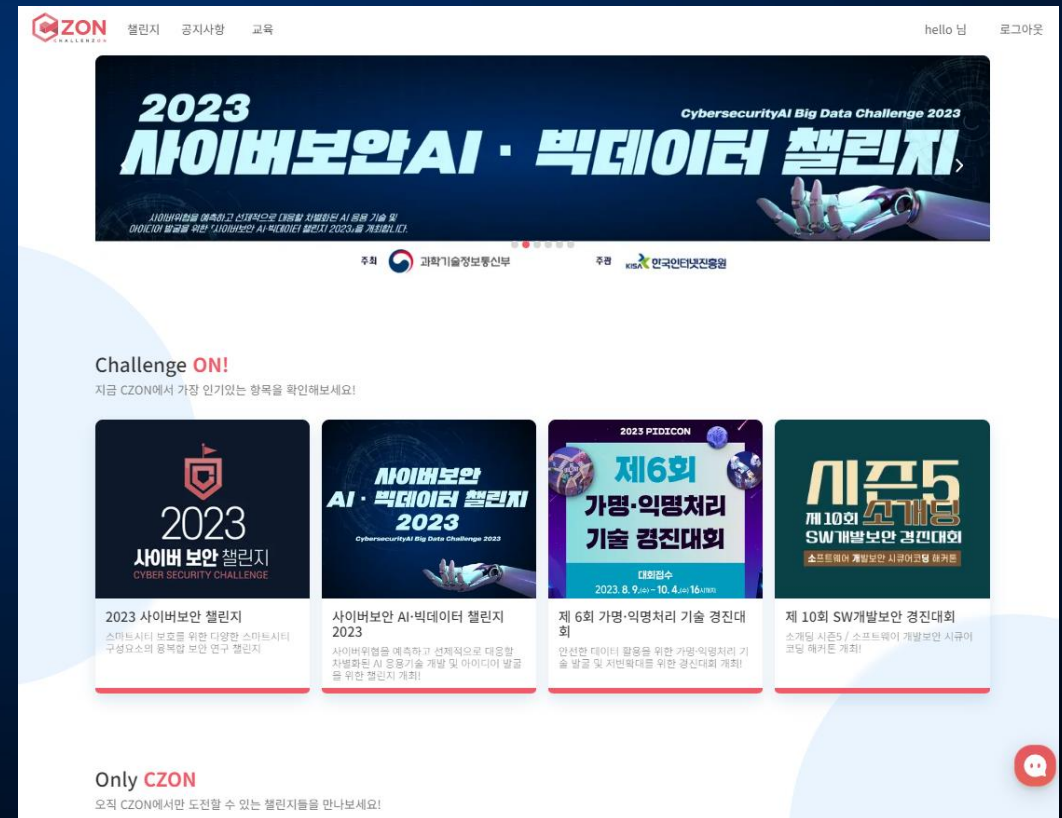 CZON
CHALLENZON
챌린지
공지사항
교육
hello 님
로그아웃
2023
CybersecurityAI Big Data Challenge 2023
사이버보안AI · 빅데이터 챌린지
사이버위협을 예측하고 선제적으로 대응할 차별화된 AI 응용 기술 및
아이디어 발굴을 위한 「사이버보안 AI·빅데이터 챌린지 2023」을 개최합니다.
주최 과학기술정보통신부
주관 KISA 한국인터넷진흥원
Challenge ON!
지금 CZON에서 가장 인기있는 항목을 확인해보세요!
2023
사이버 보안 챌린지
CYBER SECURITY CHALLENGE
2023 사이버보안 챌린지
스마트시티 보호를 위한 다양한 스마트시티
구성요소의 융복합 보안 연구 챌린지
사이버보안
AI · 빅데이터 챌린지
2023
CybersecurityAI Big Data Challenge 2023
사이버보안 AI·빅데이터 챌린지
2023
사이버위협을 예측하고 선제적으로 대응할
차별화된 AI 응용기술 개발 및 아이디어 발굴
을 위한 챌린지 개최!
2023 PIDICON
제6회
가명·익명처리
기술 경진대회
대회접수
2023. 8. 9.(수) - 10. 4.(수) 16시까지
제 6회 가명·익명처리 기술 경진대
회
안전한 데이터 활용을 위한 가명·익명처리 기
술 발굴 및 저변확대를 위한 경진대회 개최!
시즌5
제10회 소개딩
SW개발보안 경진대회
소프트웨어 개발보안 시큐어코딩 해커톤
제 10회 SW개발보안 경진대회
소개딩 시즌5 / 소프트웨어 개발보안 시큐어
코딩 해커톤 개최!
Only CZON
오직 CZON에서만 도전할 수 있는 챌린지들을 만나보세요!